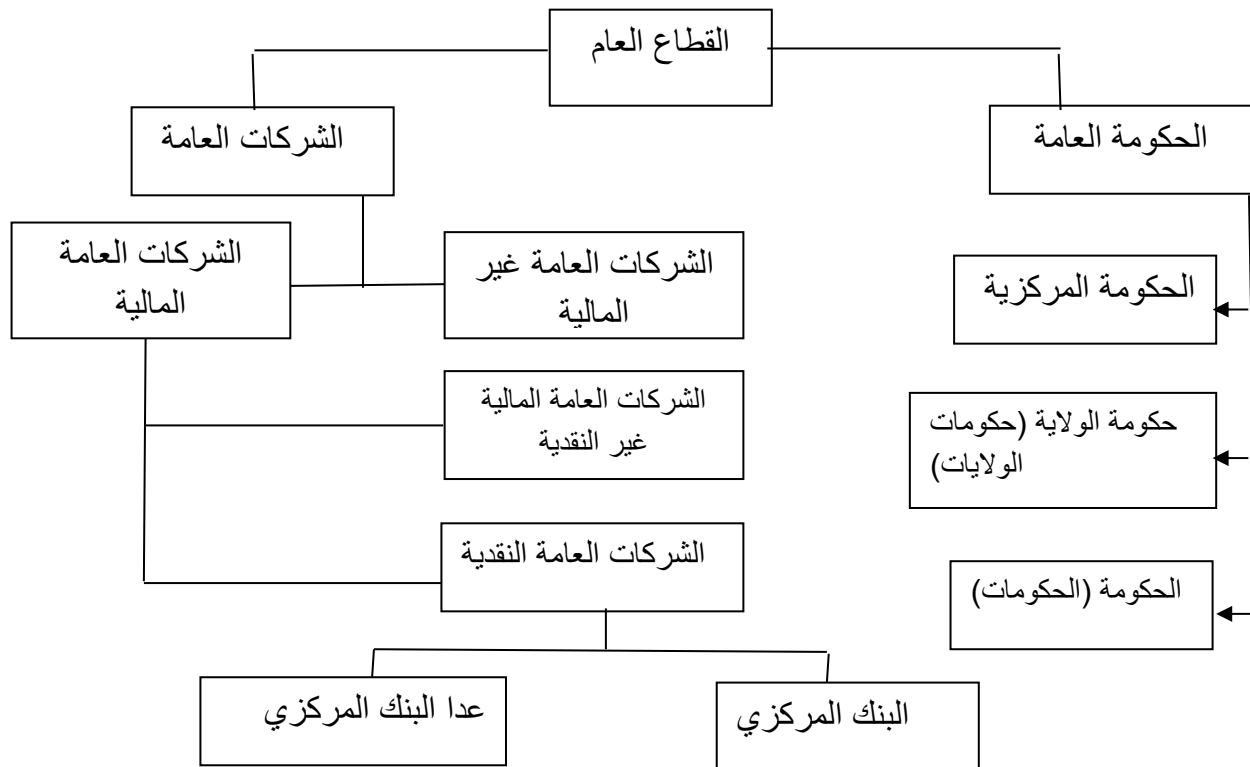 القطاع العام
الحكومة العامة
الشركات العامة
الحكومة المركزية
حكومة الولاية (حكومات
الولايات)
الحكومة (الحكومات)
الشركات العامة غير
المالية
الشركات العامة
المالية
الشركات العامة المالية
غير النقدية
الشركات العامة النقدية
البنك المركزي
عدا البنك المركزي